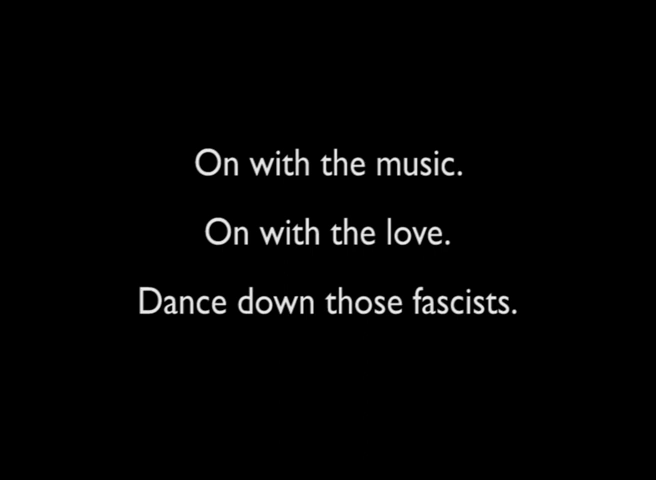 On with the music.
On with the love.
Dance down those fascists.